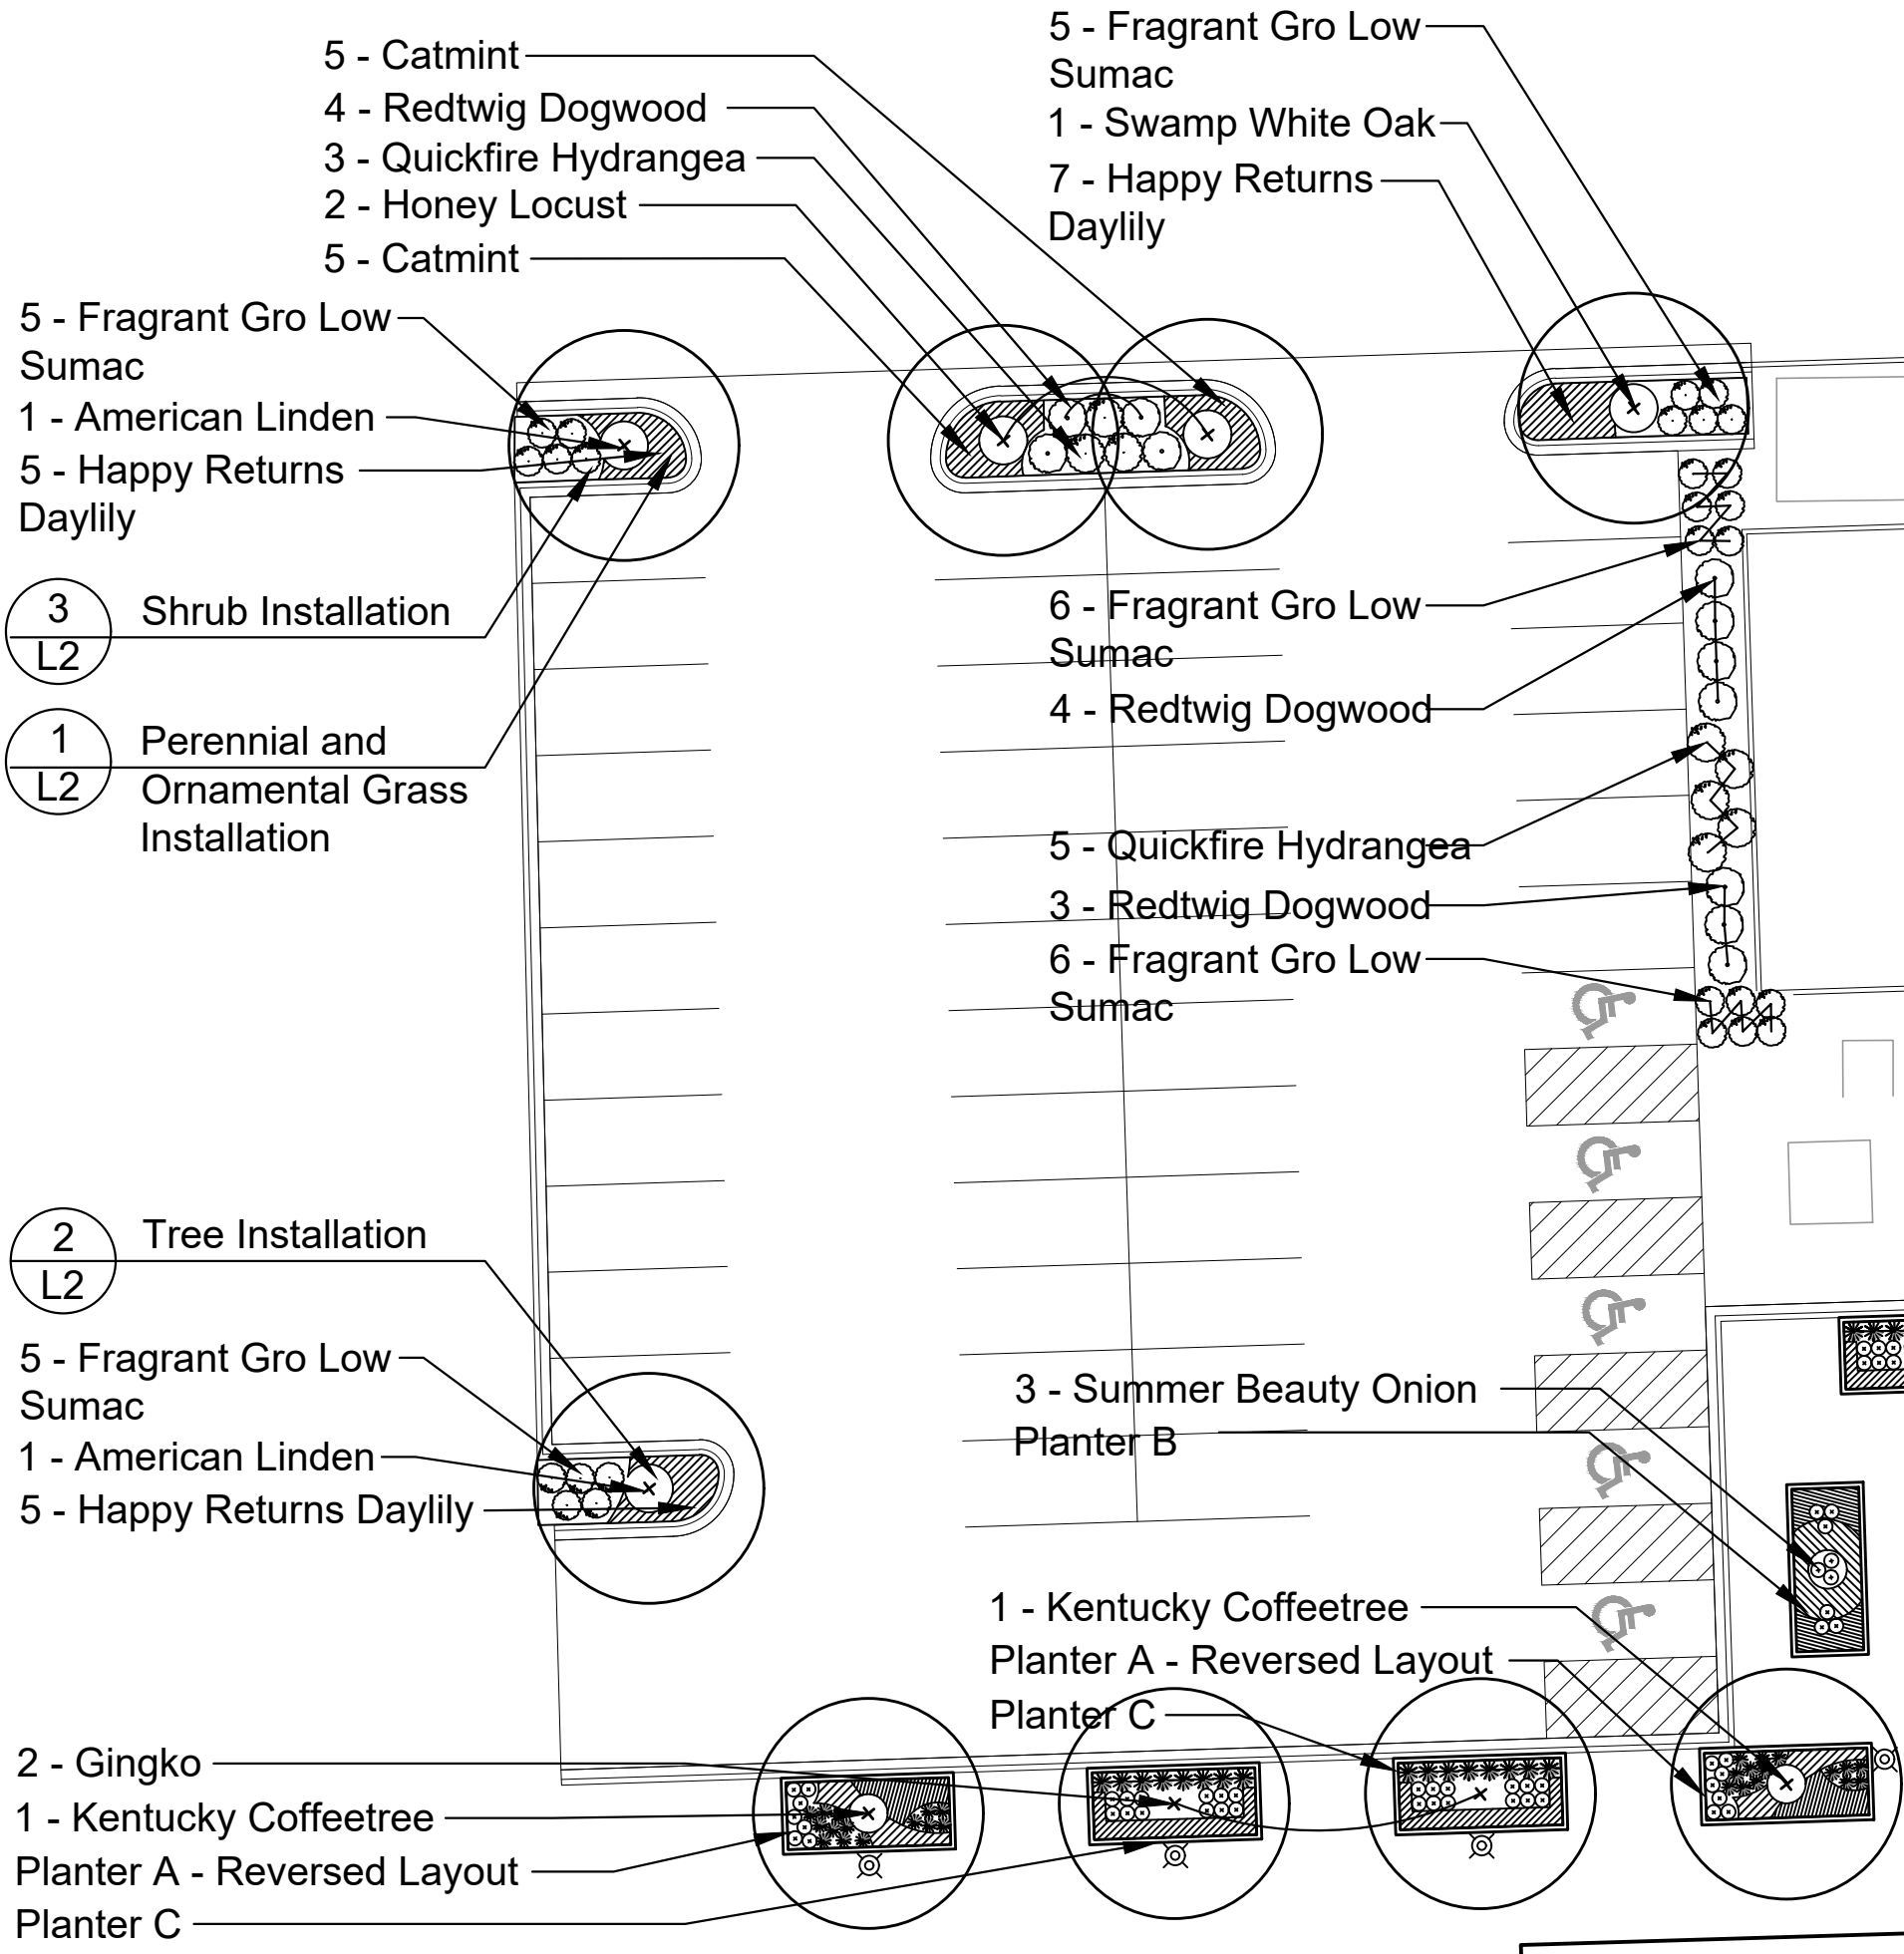 5 - Catmint
4 - Redtwig Dogwood
3 - Quickfire Hydrangea
2 - Honey Locust
5 - Catmint
5 - Fragrant Gro Low
Sumac
1 - Swamp White Oak
7 - Happy Returns
Daylily
5 - Fragrant Gro Low
Sumac
1 - American Linden
5 - Happy Returns
Daylily
3
L2
Shrub Installation
1
L2
Perennial and
Ornamental Grass
Installation
6 - Fragrant Gro Low
Sumac
4 - Redtwig Dogwood
5 - Quickfire Hydrangea
3 - Redtwig Dogwood
6 - Fragrant Gro Low
Sumac
2
L2
Tree Installation
5 - Fragrant Gro Low
Sumac
1 - American Linden
5 - Happy Returns Daylily
3 - Summer Beauty Onion
Planter B
1 - Kentucky Coffeetree
Planter A - Reversed Layout
Planter C
2 - Gingko
1 - Kentucky Coffeetree
Planter A - Reversed Layout
Planter C